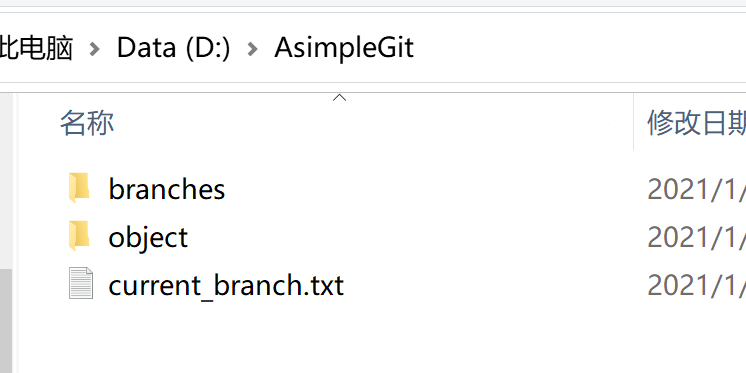 此电脑 > Data (D:) > AsimpleGit
名称 修改日期
branches 2021/1/
object 2021/1/
current_branch.txt 2021/1/